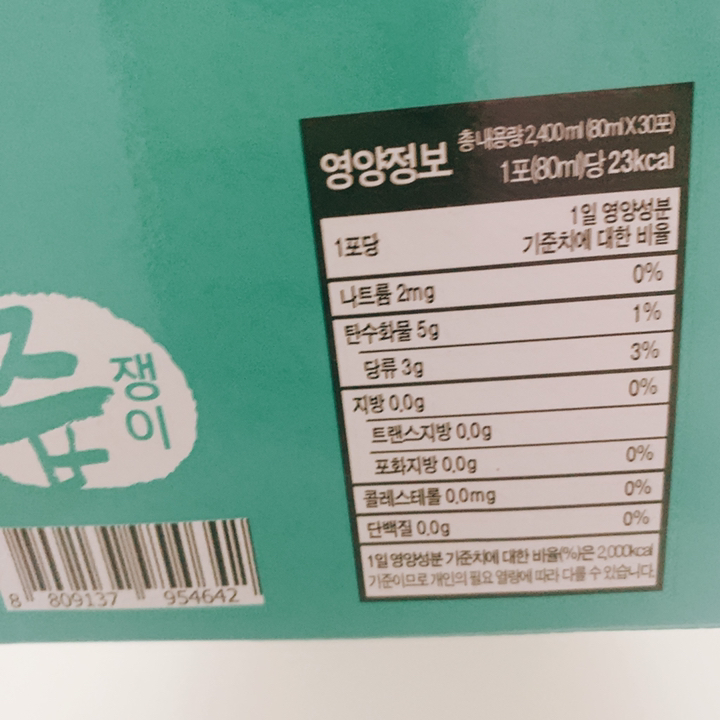 영양정보
총 내용량 2,400ml (80mlX30포)
1포(80ml)당 23kcal
1포당
1일 영양성분
기준치에 대한 비율
나트륨 2mg 0%
탄수화물 5g 1%
당류 3g 3%
지방 0.0g 0%
트랜스지방 0.0g
포화지방 0.0g 0%
콜레스테롤 0.0mg 0%
단백질 0.0g 0%
1일 영양성분 기준치에 대한 비율(%)은 2,000kcal
기준이므로 개인의 필요 열량에 따라 다를 수 있습니다.
즙
쟁이
8 809137 954642